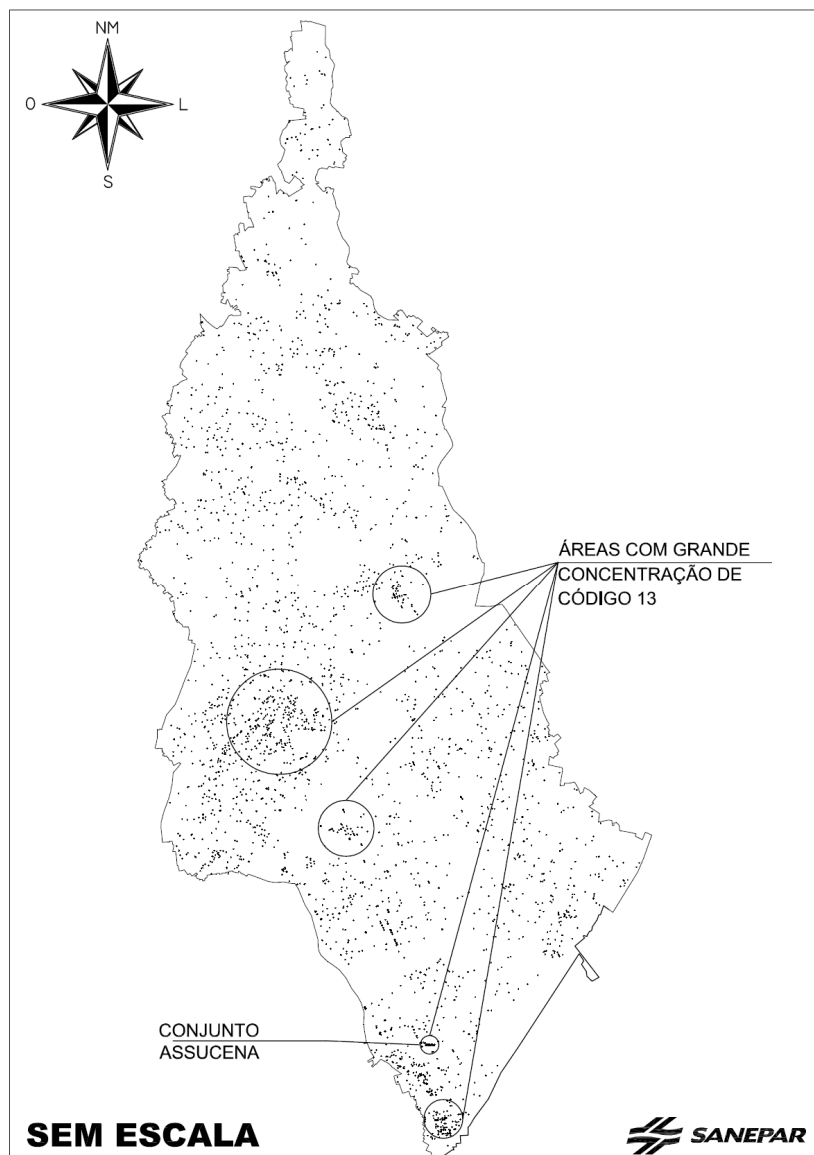 NM
O
L
S
ÁREAS COM GRANDE
CONCENTRAÇÃO DE
CÓDIGO 13
CONJUNTO
ASSUCENA
SEM ESCALA
SANEPAR